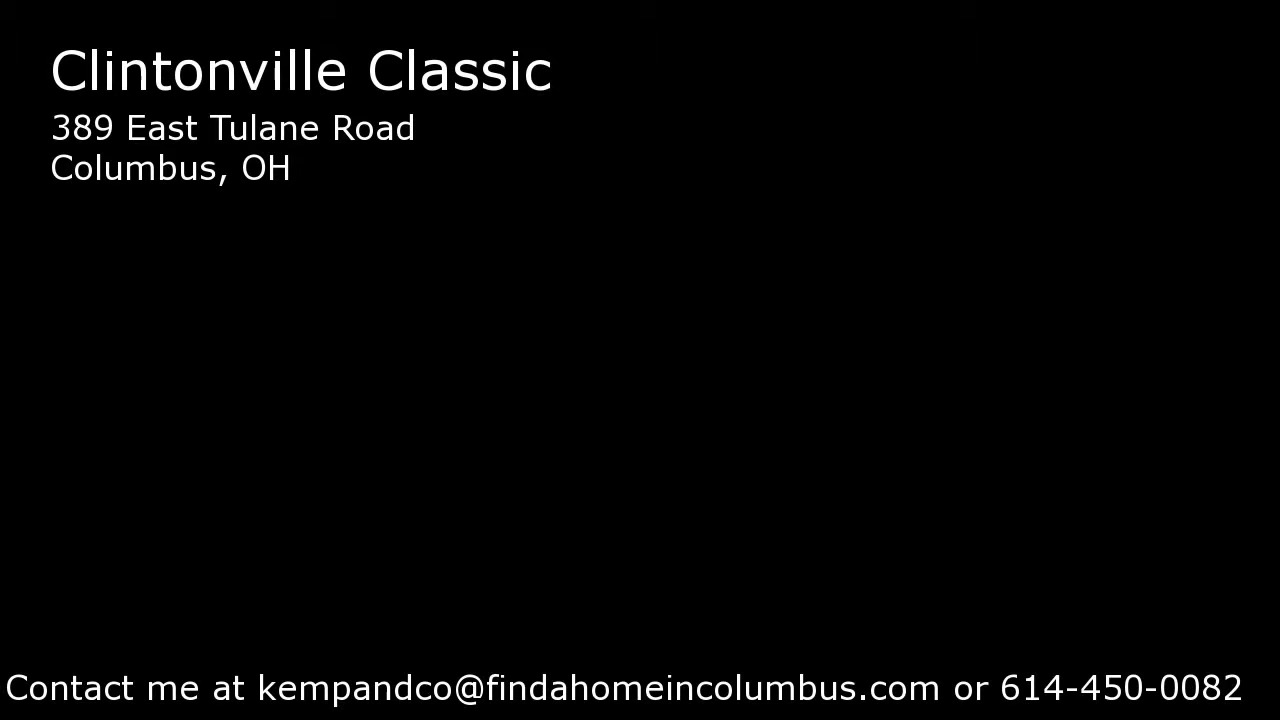 Clintonville Classic
389 East Tulane Road
Columbus, OH
Contact me at kempandco@findahomeincolumbus.com or 614-450-0082